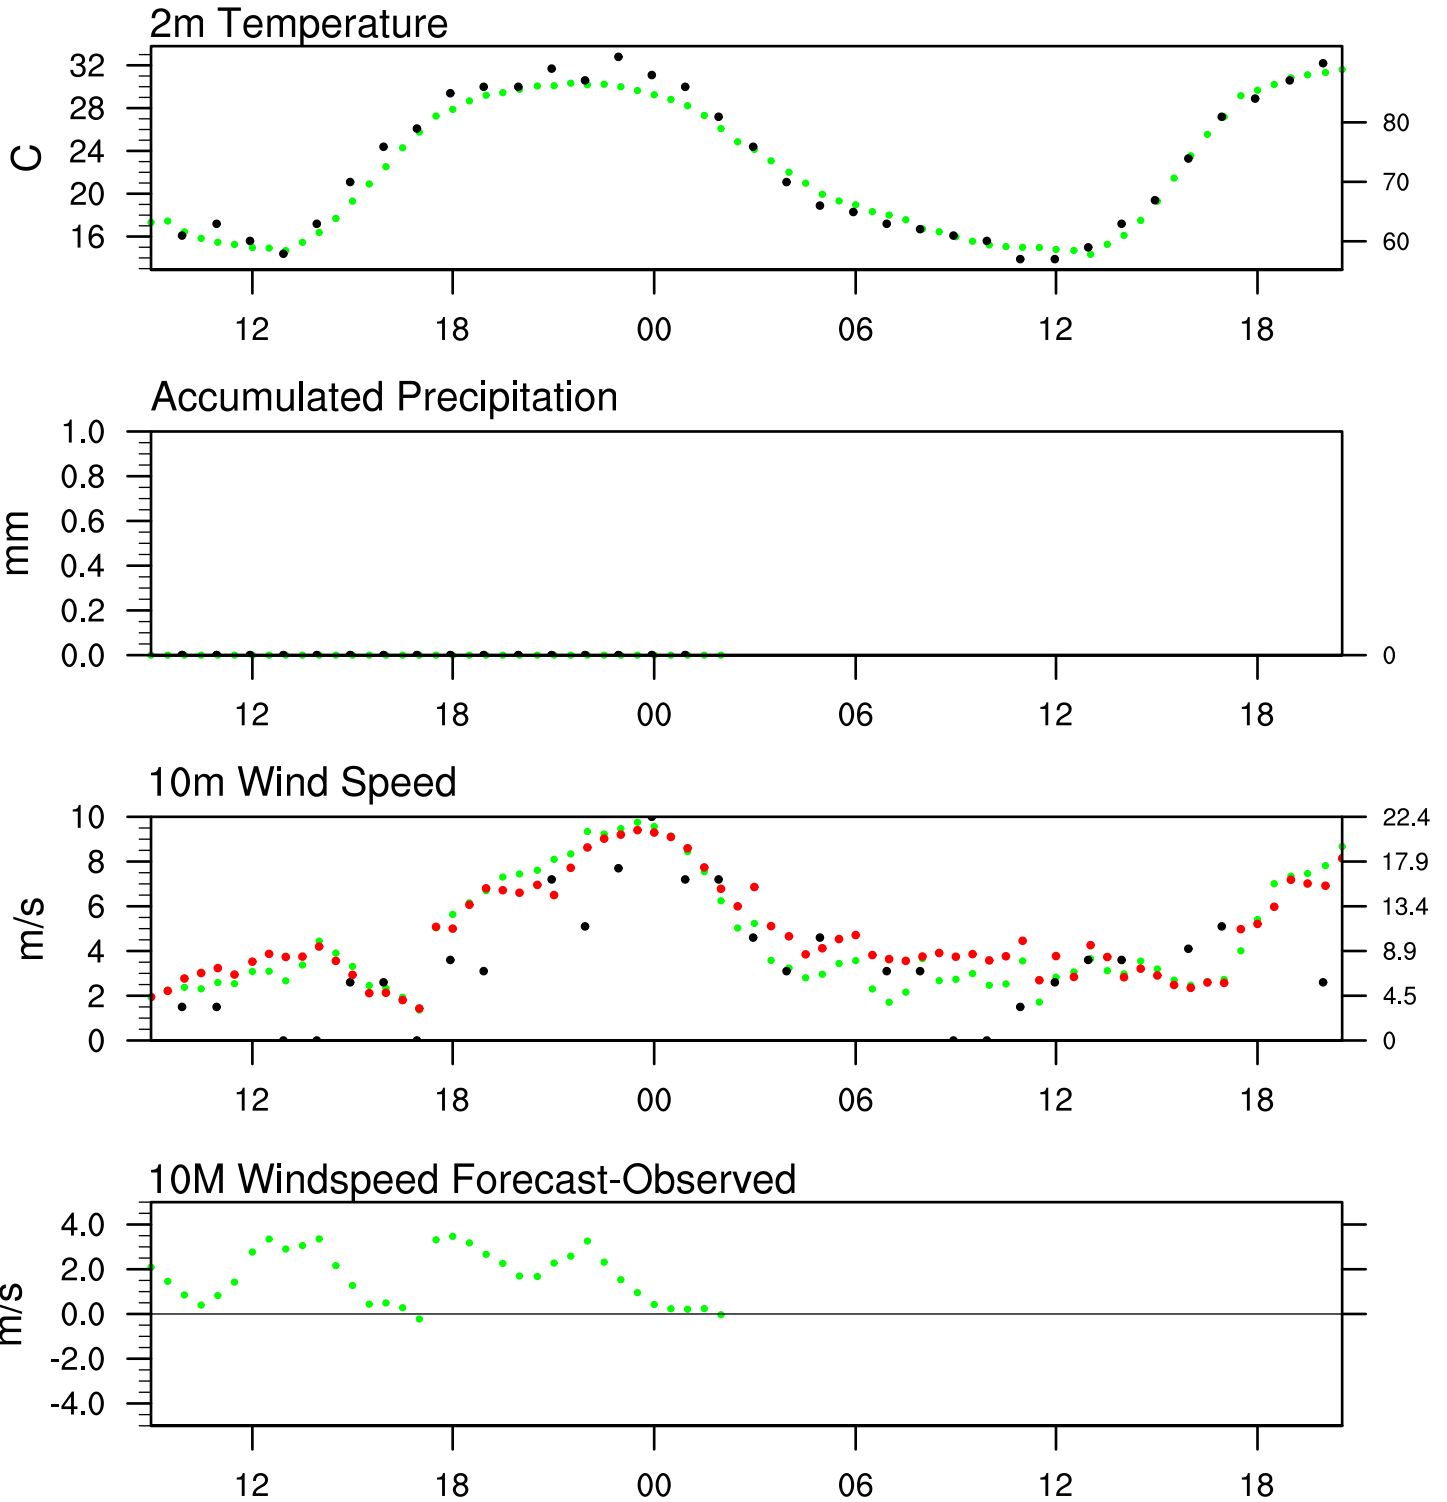 2m Temperature
32
28
24
20
16
C
80
70
60
12 18 00 06 12 18
Accumulated Precipitation
1.0
0.8
0.6
0.4
0.2
0.0
mm
0
12 18 00 06 12 18
10m Wind Speed
10
8
6
4
2
0
m/s
22.4
17.9
13.4
8.9
4.5
0
12 18 00 06 12 18
10M Windspeed Forecast-Observed
4.0
2.0
0.0
-2.0
-4.0
m/s
12 18 00 06 12 18